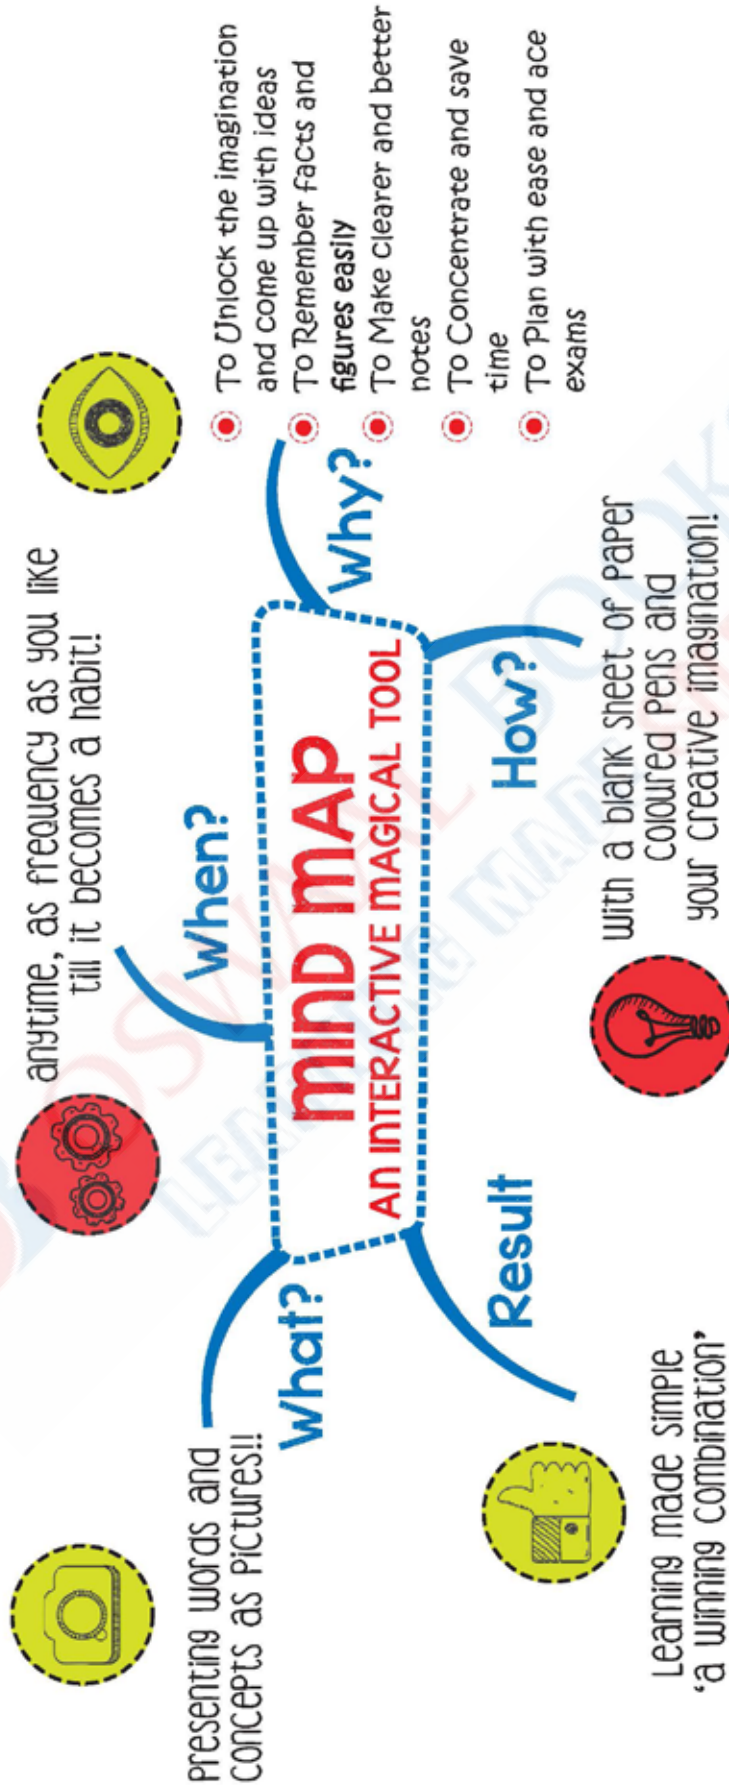 Presenting words and
concepts as pictures!!
What?
anytime, as frequency as you like
till it becomes a habit!
When?
MIND MAP
AN INTERACTIVE MAGICAL TOOL
Why?
To Unlock the imagination
and come up with ideas
To Remember facts and
figures easily
To Make clearer and better
notes
To Concentrate and save
time
To Plan with ease and ace
exams
How?
with a blank sheet of paper
Coloured Pens and
your creative imagination!
Result
Learning made simple
'a winning combination'
OSWAAL BOOKS
LEARNING MADE